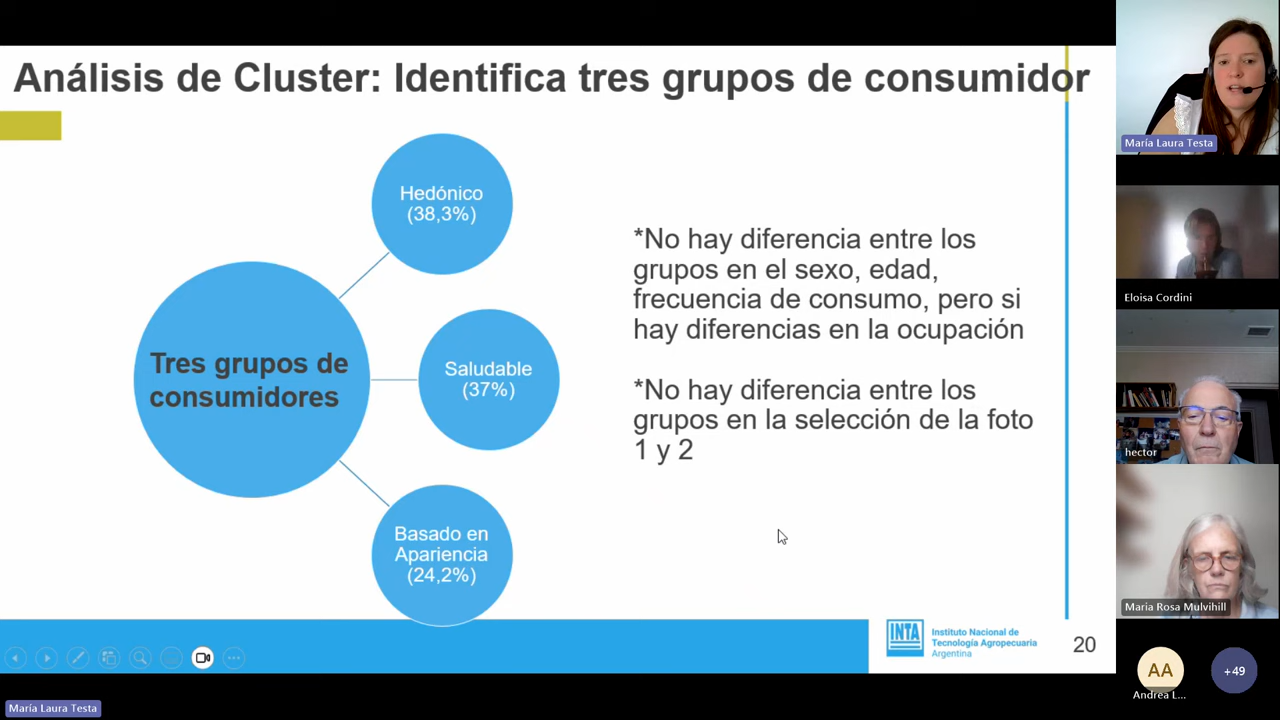 Análisis de Cluster: Identifica tres grupos de consumidor
Hedónico
(38,3%)
Tres grupos de
consumidores
Saludable
(37%)
Basado en
Apariencia
(24,2%)
*No hay diferencia entre los
grupos en el sexo, edad,
frecuencia de consumo, pero si
hay diferencias en la ocupación
*No hay diferencia entre los
grupos en la selección de la foto
1 y 2
INTA
Instituto Nacional de
Tecnología Agropecuaria
Argentina
20
María Laura Testa
Eloisa Cordini
hector
Maria Rosa Mulvihill
AA
Andrea L...
+49
María Laura Testa